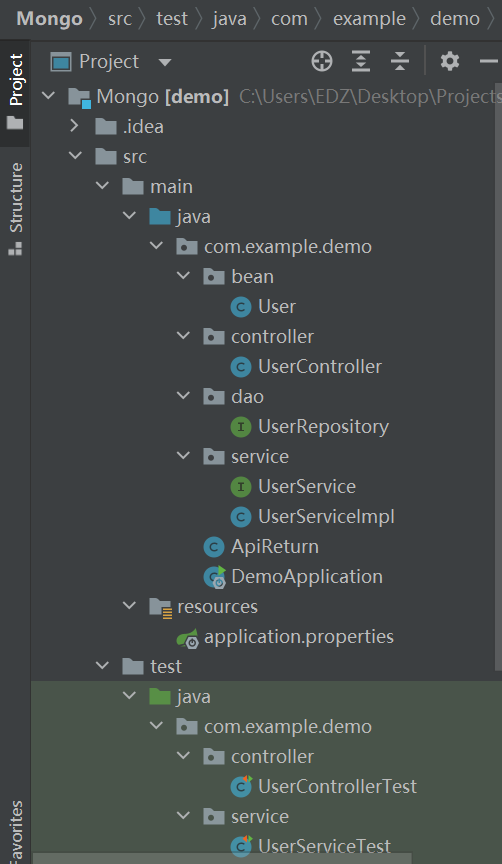 Mongo src test java com example demo
Project
Project
Structure
Favorites
Mongo [demo] C:\Users\EDZ\Desktop\Projects
.idea
src
main
java
com.example.demo
bean
User
controller
UserController
dao
UserRepository
service
UserService
UserServiceImpl
ApiReturn
DemoApplication
resources
application.properties
test
java
com.example.demo
controller
UserControllerTest
service
UserServiceTest